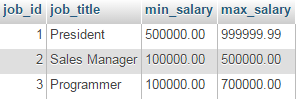 job_id job_title min_salary max_salary
1 President 500000.00 999999.99
2 Sales Manager 100000.00 500000.00
3 Programmer 100000.00 700000.00